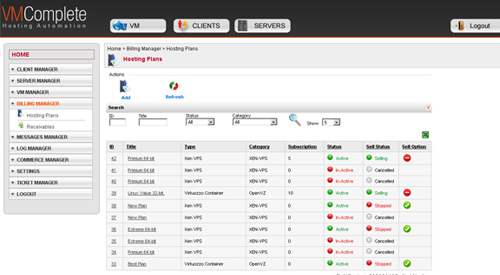 VMComplete
Hosting Automation
VM
CLIENTS
SERVERS
Logout
HOME
CLIENT MANAGER
SERVER MANAGER
VM MANAGER
BILLING MANAGER
Hosting Plans
Receivables
MESSAGES MANAGER
LOG MANAGER
COMMERCE MANAGER
SETTINGS
TICKET MANAGER
LOGOUT
Home > Billing Manager > Hosting Plans
Hosting Plans
Actions
Add
Refresh
Search
ID Title Status Category
All All Show 5
ID Title Type Category Subscription Status Sell Status Sell Option
42 Primium 64 bit Xen VPS XEN-VPS 5 Active Selling
41 Primium 64-bit Xen VPS XEN-VPS 0 In-Active Cancelled
40 Primium 64-bit Xen VPS XEN-VPS 0 In-Active Cancelled
39 Linux Value 32-bit Virtuozzo Container OpenVZ 10 Active Selling
38 New Plan Xen VPS XEN-VPS 0 Active Stopped
37 New Plan Xen VPS XEN-VPS 0 In-Active Cancelled
36 Extreme 64-bit Xen VPS XEN-VPS 0 Active Stopped
35 Extreme 64-bit Xen VPS XEN-VPS 0 In-Active Cancelled
34 Primium 64 bit Xen VPS XEN-VPS 0 In-Active Cancelled
33 Best Plan Virtuozzo Container OpenVZ 0 Active Stopped